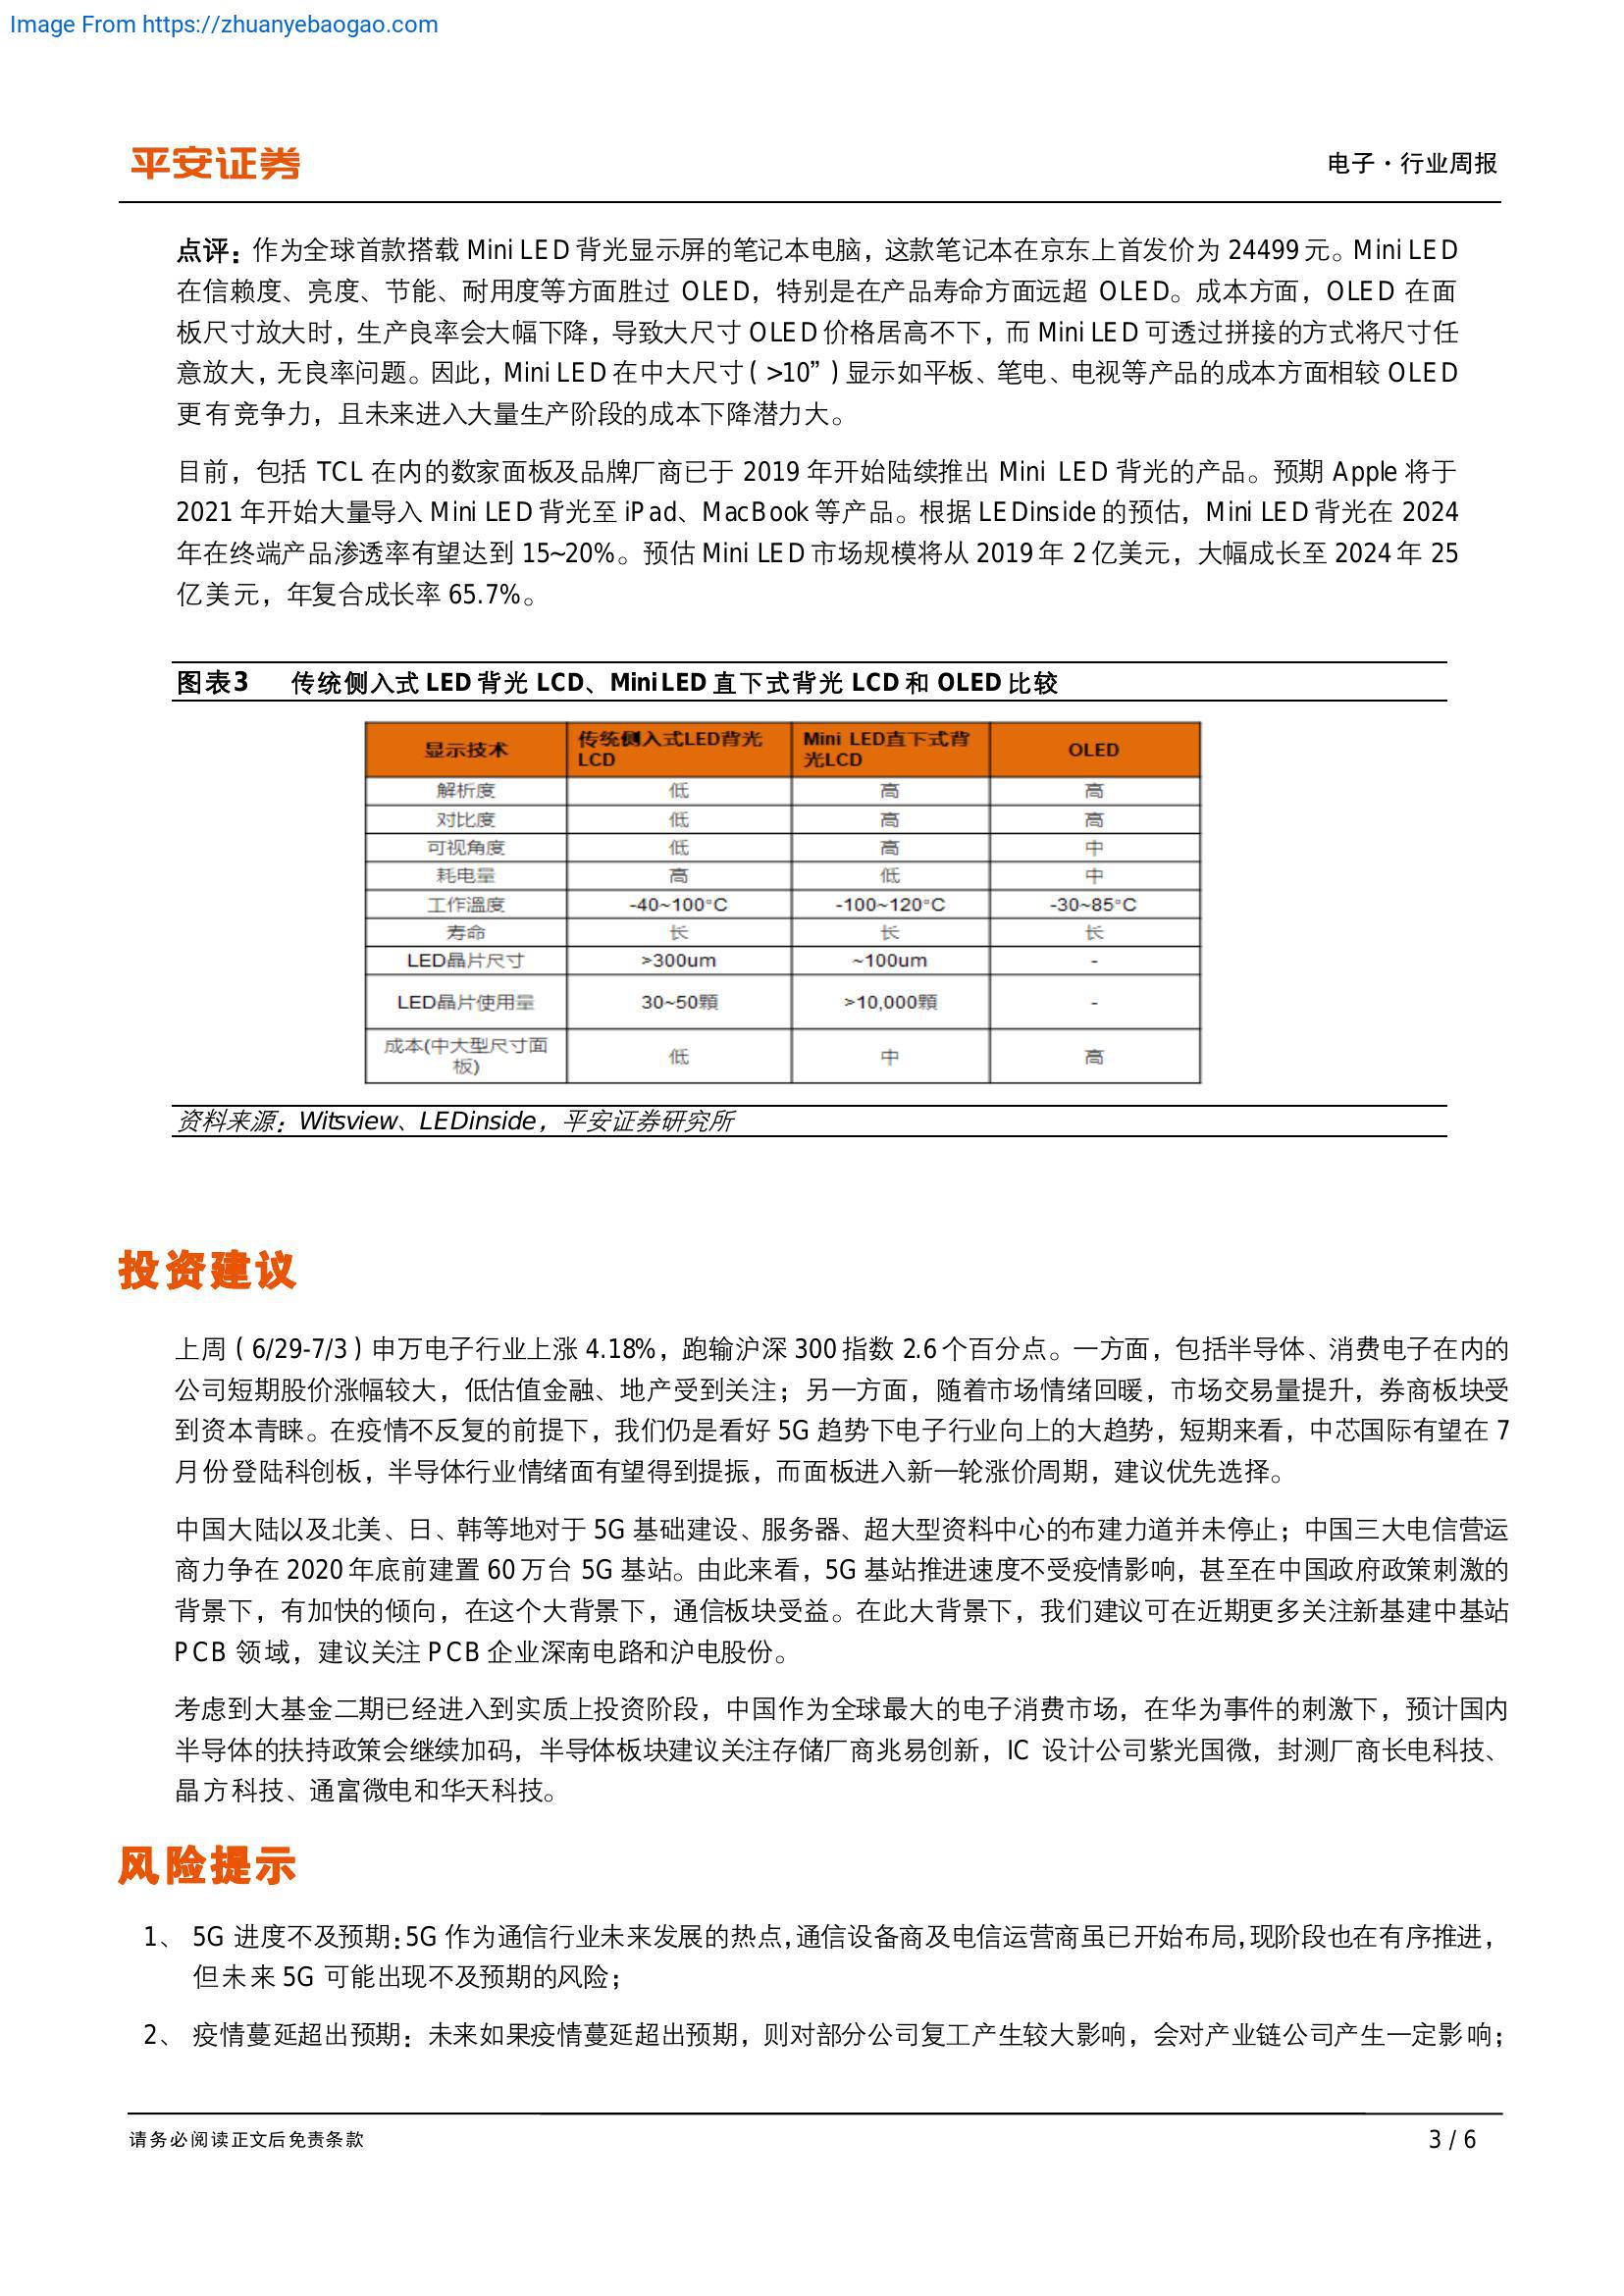 Image From https://zhuanyebaogao.com
平安证券
电子·行业周报
点评：作为全球首款搭载 Mini LED 背光显示屏的笔记本电脑，这款笔记本在京东上首发价为 24499 元。Mini LED
在信赖度、亮度、节能、耐用度等方面胜过 OLED，特别是在产品寿命方面远超 OLED。成本方面，OLED 在面
板尺寸放大时，生产良率会大幅下降，导致大尺寸 OLED 价格居高不下，而 Mini LED 可透过拼接的方式将尺寸任
意放大，无良率问题。因此，Mini LED 在中大尺寸（>10”）显示如平板、笔电、电视等产品的成本方面相较 OLED
更有竞争力，且未来进入大量生产阶段的成本下降潜力大。
目前，包括 TCL 在内的数家面板及品牌厂商已于 2019 年开始陆续推出 Mini LED 背光的产品。预期 Apple 将于
2021 年开始大量导入 Mini LED 背光至 iPad、MacBook 等产品。根据 LEDinside 的预估，Mini LED 背光在 2024
年在终端产品渗透率有望达到 15~20%。预估 Mini LED 市场规模将从 2019 年 2 亿美元，大幅成长至 2024 年 25
亿美元，年复合成长率 65.7%。
图表3 传统侧入式 LED 背光 LCD、Mini LED 直下式背光 LCD 和 OLED 比较
显示技术 传统侧入式LED背光LCD Mini LED直下式背光LCD OLED
解析度 低 高 高
对比度 低 高 高
可视角度 低 高 中
耗电量 高 低 中
工作溫度 -40~100°C -100~120°C -30~85°C
寿命 长 长 长
LED晶片尺寸 >300um ~100um -
LED晶片使用量 30~50顆 >10,000顆 -
成本(中大型尺寸面板) 低 中 高
资料来源：Witsview、LEDinside，平安证券研究所
投资建议
上周（6/29-7/3）申万电子行业上涨 4.18%，跑输沪深 300 指数 2.6 个百分点。一方面，包括半导体、消费电子在内的
公司短期股价涨幅较大，低估值金融、地产受到关注；另一方面，随着市场情绪回暖，市场交易量提升，券商板块受
到资本青睐。在疫情不反复的前提下，我们仍是看好 5G 趋势下电子行业向上的大趋势，短期来看，中芯国际有望在 7
月份登陆科创板，半导体行业情绪面有望得到提振，而面板进入新一轮涨价周期，建议优先选择。
中国大陆以及北美、日、韩等地对于 5G 基础建设、服务器、超大型资料中心的布建力道并未停止；中国三大电信营运
商力争在 2020 年底前建置 60 万台 5G 基站。由此来看，5G 基站推进速度不受疫情影响，甚至在中国政府政策刺激的
背景下，有加快的倾向，在这个大背景下，通信板块受益。在此大背景下，我们建议可在近期更多关注新基建中基站
PCB 领域，建议关注 PCB 企业深南电路和沪电股份。
考虑到大基金二期已经进入到实质上投资阶段，中国作为全球最大的电子消费市场，在华为事件的刺激下，预计国内
半导体的扶持政策会继续加码，半导体板块建议关注存储厂商兆易创新，IC 设计公司紫光国微，封测厂商长电科技、
晶方科技、通富微电和华天科技。
风险提示
1、 5G 进度不及预期：5G 作为通信行业未来发展的热点，通信设备商及电信运营商虽已开始布局，现阶段也在有序推进，
但未来 5G 可能出现不及预期的风险；
2、 疫情蔓延超出预期：未来如果疫情蔓延超出预期，则对部分公司复工产生较大影响，会对产业链公司产生一定影响；
请务必阅读正文后免责条款
3 / 6